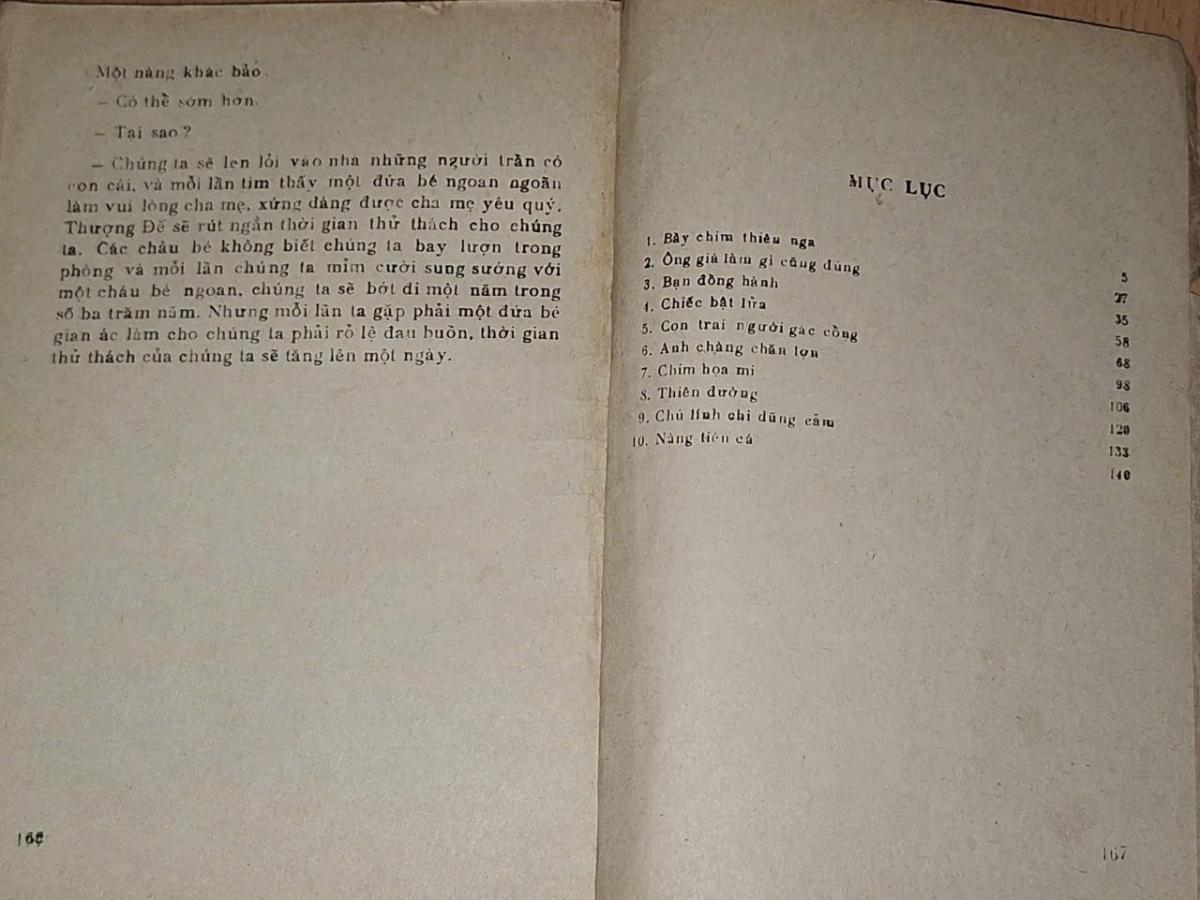 Một nàng khác bảo.
— Có thể sớm hơn.
— Tại sao?
— Chúng ta sẽ len lỏi vào nhà những người trần có
con cái, và mỗi lần tìm thấy một đứa bé ngoan ngoãn
làm vui lòng cha mẹ, xứng đáng được cha mẹ yêu quý,
Thượng Đế sẽ rút ngắn thời gian thử thách cho chúng
ta. Các cháu bé không biết chúng ta bay lượn trong
phòng và mỗi lần chúng ta mỉm cười sung sướng với
một cháu bé ngoan, chúng ta sẽ bớt đi một năm trong
số ba trăm năm. Nhưng mỗi lần ta gặp phải một đứa bé
gian ác làm cho chúng ta phải rỏ lệ đau buồn, thời gian
thử thách của chúng ta sẽ tăng lên một ngày.
166
MỤC LỤC
1. Bầy chim thiên nga 5
2. Ông già làm gì cũng đúng 27
3. Bạn đồng hành 35
4. Chiếc bật lửa 58
5. Con trai người gác cổng 68
6. Anh chàng chăn lợn 98
7. Chim họa mi 106
8. Thiên đường 120
9. Chú lính chì dũng cảm 133
10. Nàng tiên cá 140
167